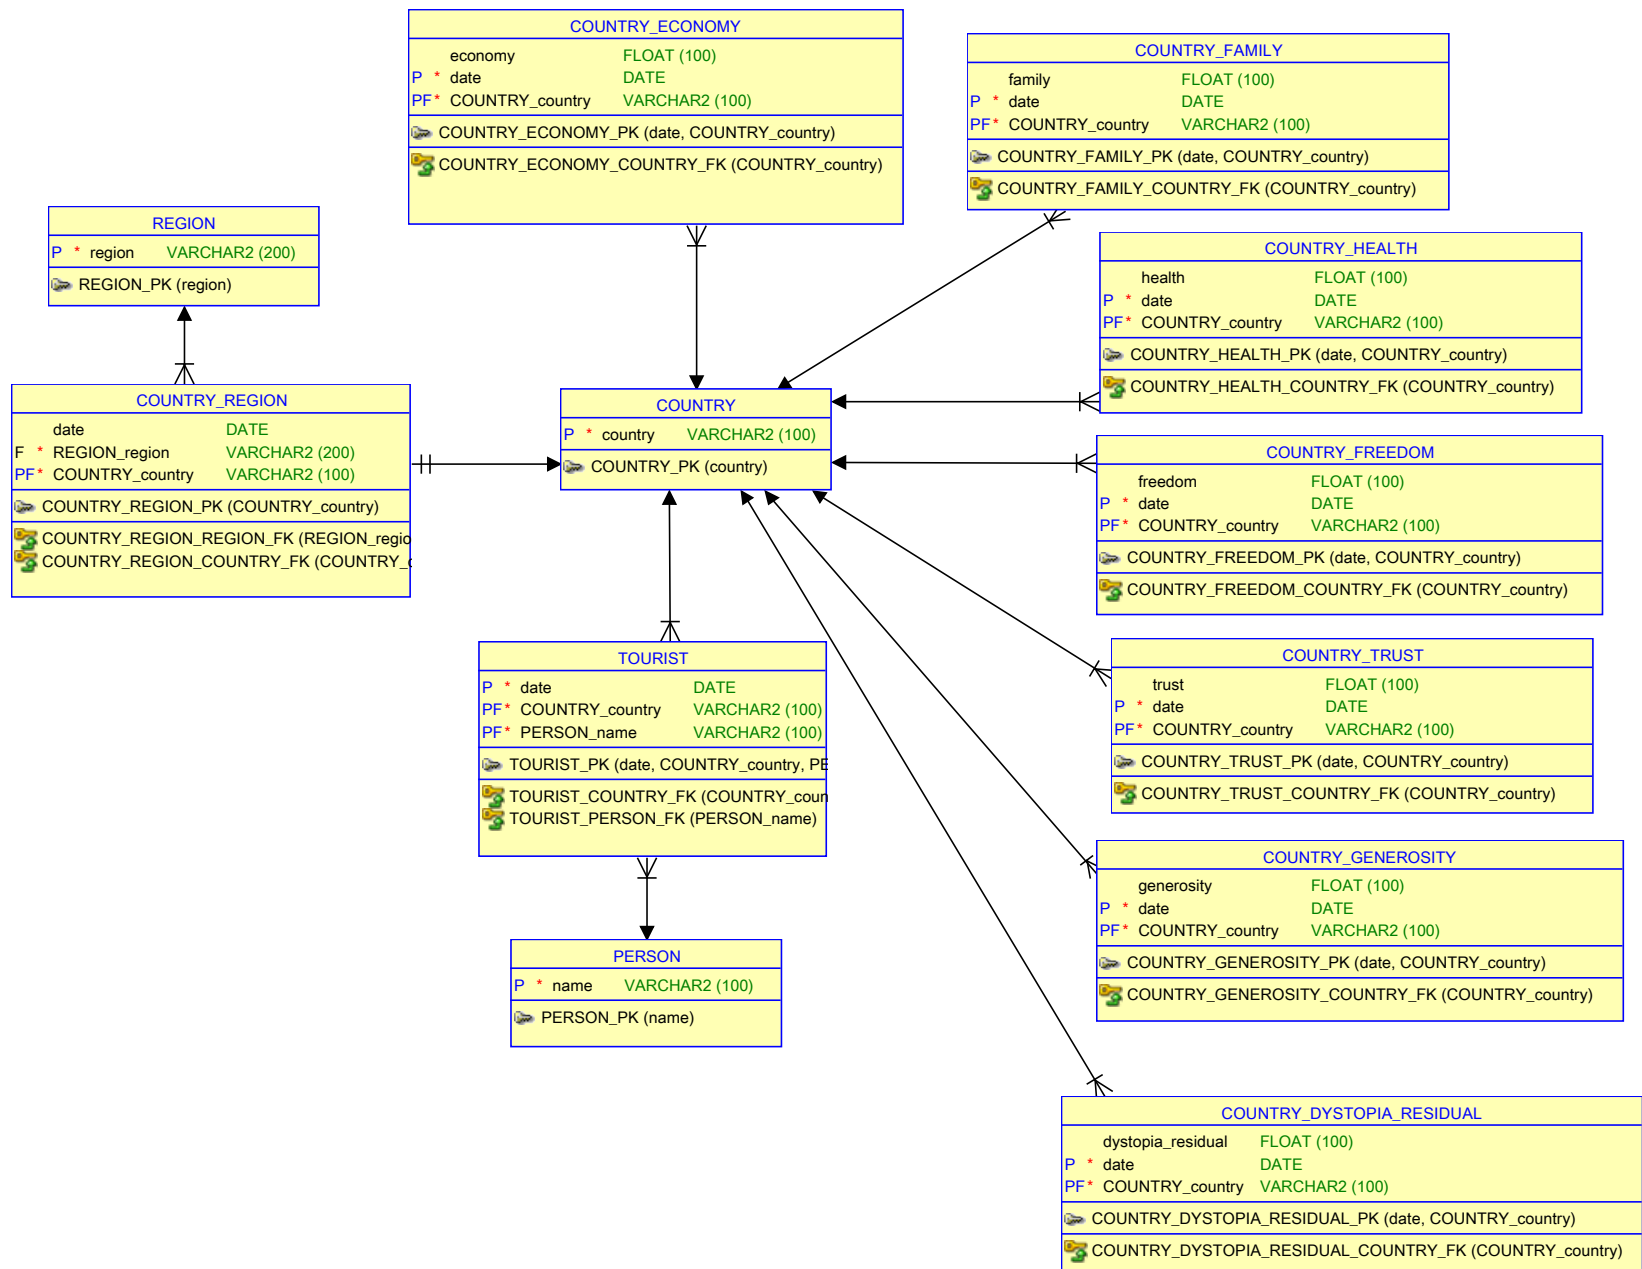 COUNTRY_ECONOMY
economy FLOAT (100)
P * date DATE
PF* COUNTRY_country VARCHAR2 (100)
COUNTRY_ECONOMY_PK (date, COUNTRY_country)
COUNTRY_ECONOMY_COUNTRY_FK (COUNTRY_country)
COUNTRY_FAMILY
family FLOAT (100)
P * date DATE
PF* COUNTRY_country VARCHAR2 (100)
COUNTRY_FAMILY_PK (date, COUNTRY_country)
COUNTRY_FAMILY_COUNTRY_FK (COUNTRY_country)
REGION
P * region VARCHAR2 (200)
REGION_PK (region)
COUNTRY_HEALTH
health FLOAT (100)
P * date DATE
PF* COUNTRY_country VARCHAR2 (100)
COUNTRY_HEALTH_PK (date, COUNTRY_country)
COUNTRY_HEALTH_COUNTRY_FK (COUNTRY_country)
COUNTRY_REGION
date DATE
F * REGION_region VARCHAR2 (200)
PF* COUNTRY_country VARCHAR2 (100)
COUNTRY_REGION_PK (COUNTRY_country)
COUNTRY_REGION_REGION_FK (REGION_regio
COUNTRY_REGION_COUNTRY_FK (COUNTRY_
COUNTRY
P * country VARCHAR2 (100)
COUNTRY_PK (country)
COUNTRY_FREEDOM
freedom FLOAT (100)
P * date DATE
PF* COUNTRY_country VARCHAR2 (100)
COUNTRY_FREEDOM_PK (date, COUNTRY_country)
COUNTRY_FREEDOM_COUNTRY_FK (COUNTRY_country)
TOURIST
P * date DATE
PF* COUNTRY_country VARCHAR2 (100)
PF* PERSON_name VARCHAR2 (100)
TOURIST_PK (date, COUNTRY_country, PE
TOURIST_COUNTRY_FK (COUNTRY_coun
TOURIST_PERSON_FK (PERSON_name)
COUNTRY_TRUST
trust FLOAT (100)
P * date DATE
PF* COUNTRY_country VARCHAR2 (100)
COUNTRY_TRUST_PK (date, COUNTRY_country)
COUNTRY_TRUST_COUNTRY_FK (COUNTRY_country)
COUNTRY_GENEROSITY
generosity FLOAT (100)
P * date DATE
PF* COUNTRY_country VARCHAR2 (100)
COUNTRY_GENEROSITY_PK (date, COUNTRY_country)
COUNTRY_GENEROSITY_COUNTRY_FK (COUNTRY_country)
PERSON
P * name VARCHAR2 (100)
PERSON_PK (name)
COUNTRY_DYSTOPIA_RESIDUAL
dystopia_residual FLOAT (100)
P * date DATE
PF* COUNTRY_country VARCHAR2 (100)
COUNTRY_DYSTOPIA_RESIDUAL_PK (date, COUNTRY_country)
COUNTRY_DYSTOPIA_RESIDUAL_COUNTRY_FK (COUNTRY_country)